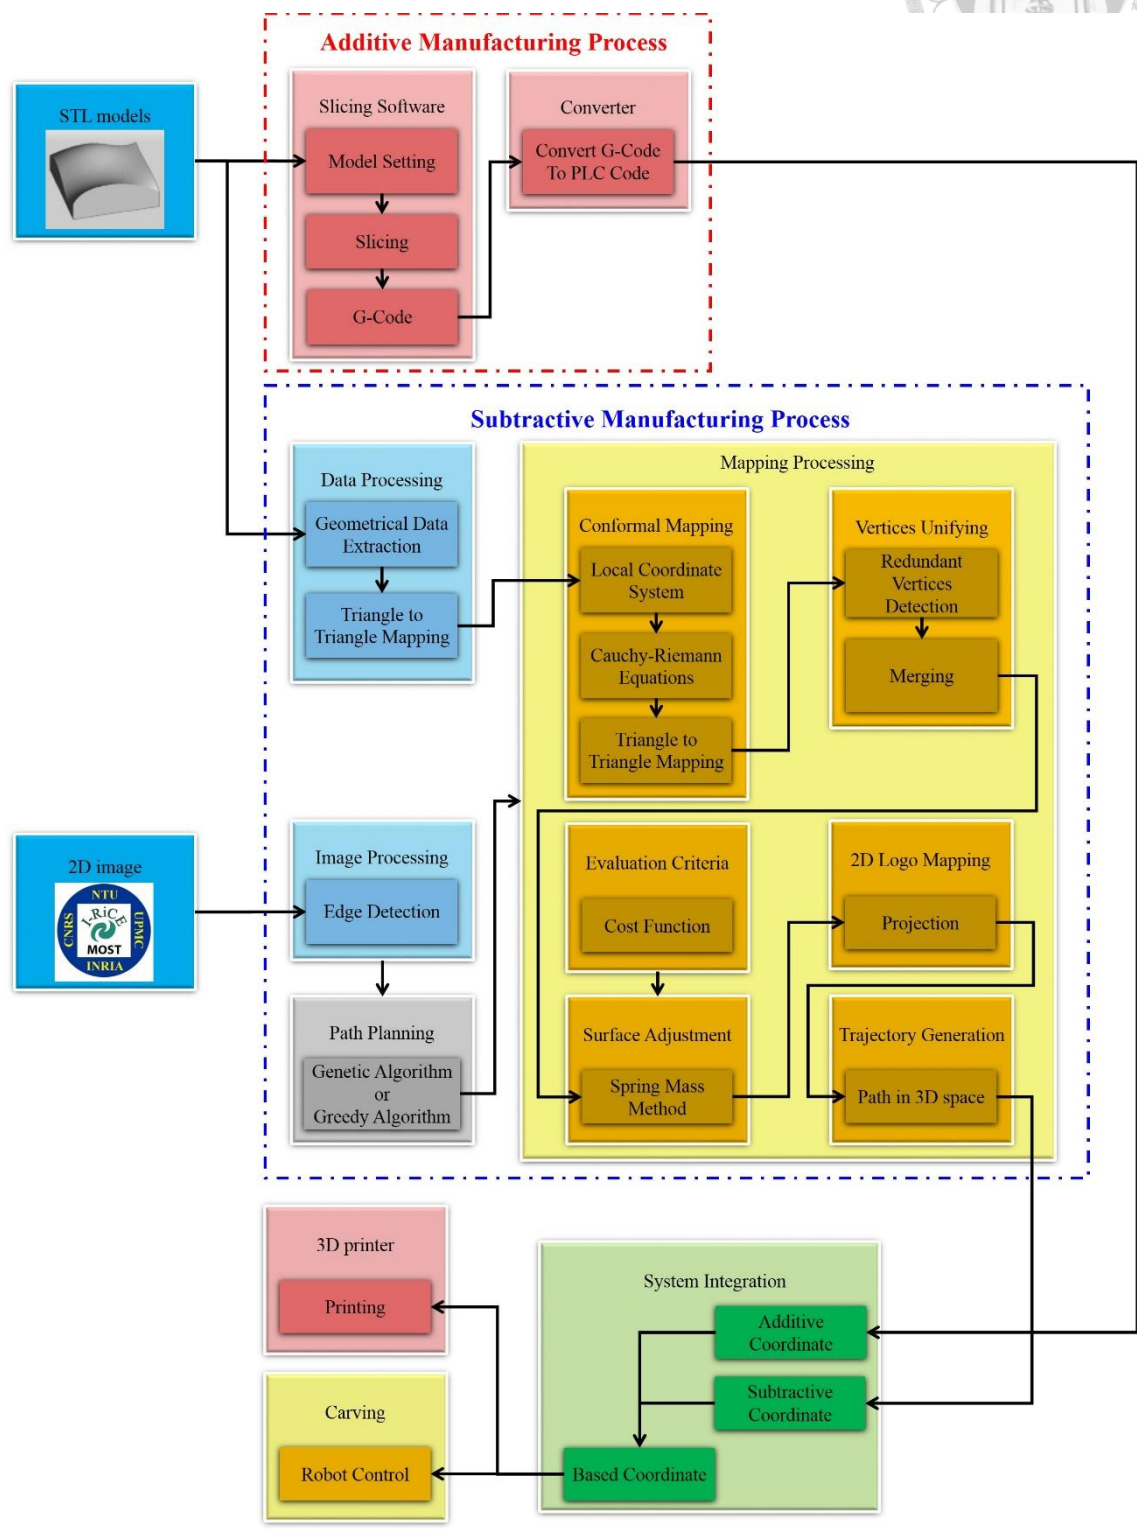 Additive Manufacturing Process
STL models
Slicing Software
Model Setting
Slicing
G-Code
Converter
Convert G-Code
To PLC Code
Subtractive Manufacturing Process
Data Processing
Geometrical Data
Extraction
Triangle to
Triangle Mapping
Mapping Processing
Conformal Mapping
Local Coordinate
System
Cauchy-Riemann
Equations
Triangle to
Triangle Mapping
Vertices Unifying
Redundant
Vertices
Detection
Merging
2D image
NTU
CNRS
I-RiCE
UPMC
MOST
INRIA
Image Processing
Edge Detection
Path Planning
Genetic Algorithm
or
Greedy Algorithm
Evaluation Criteria
Cost Function
2D Logo Mapping
Projection
Surface Adjustment
Spring Mass
Method
Trajectory Generation
Path in 3D space
3D printer
Printing
Carving
Robot Control
System Integration
Additive
Coordinate
Subtractive
Coordinate
Based Coordinate